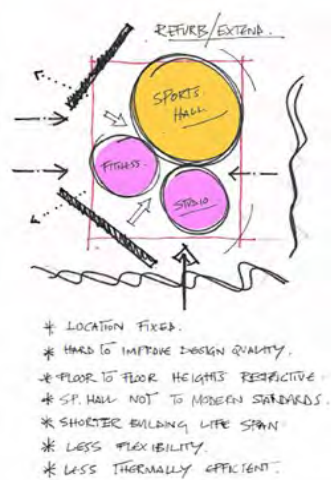 REFURB/EXTEND.
SPORTS
HALL
FITNESS.
STUDIO
* LOCATION FIXED.
* HARD TO IMPROVE DESIGN QUALITY.
* FLOOR TO FLOOR HEIGHTS RESTRICTIVE.
* SP. HALL NOT TO MODERN STANDARDS.
* SHORTER BUILDING LIFE SPAN
* LESS FLEXIBILITY.
* LESS THERMALLY EFFICIENT.